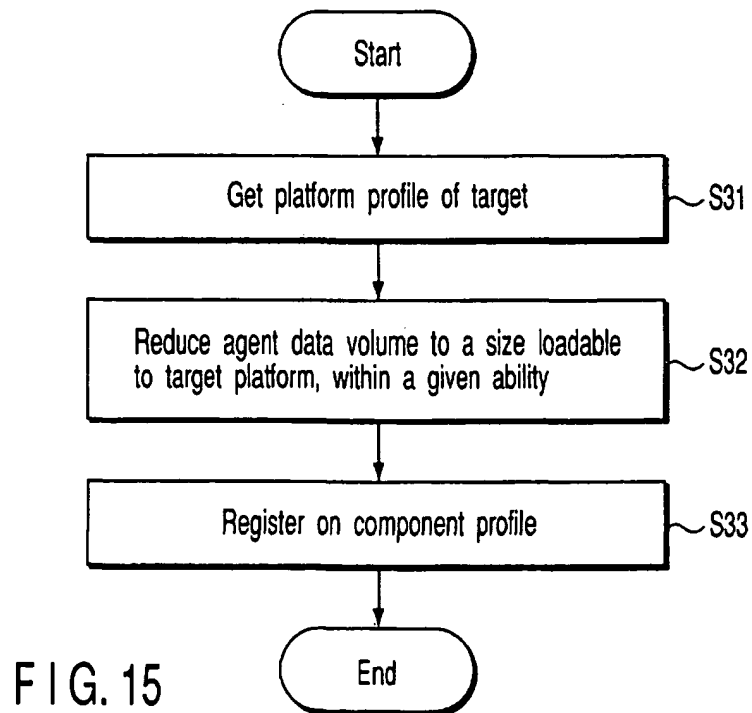 Start
Get platform profile of target
S31
Reduce agent data volume to a size loadable
to target platform, within a given ability
S32
Register on component profile
S33
End
FIG. 15